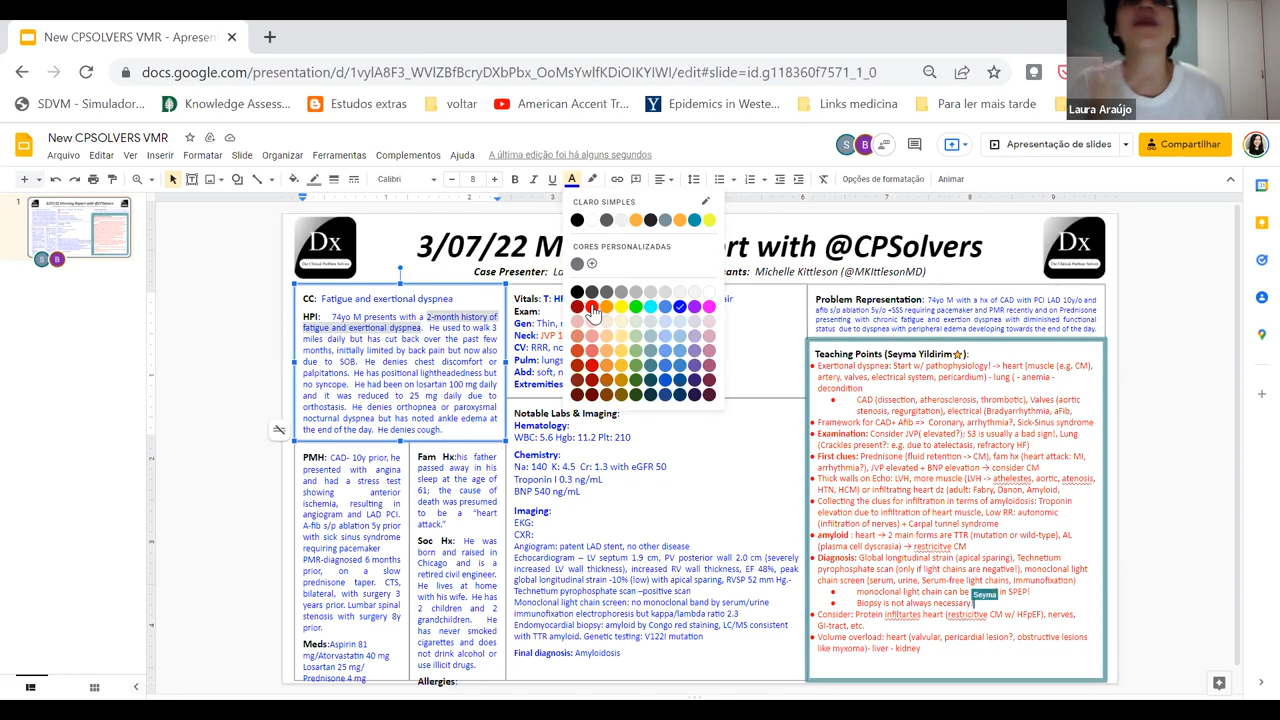 New CPSOLVERS VMR - Apresen
docs.google.com/presentation/d/1vyIA8F3_WVlZBfBcryDXbPbx_OoMsYwlfKDiOIKYIWI/edit#slide=id.g118360f7571_1_0
SDVM - Simulador...
Knowledge Assess...
Estudos extras
voltar
American Accent Tr...
Epidemics in Weste...
Links medicina
Para ler mais tarde
Laura Araújo
New CPSOLVERS VMR
Arquivo Editar Ver Inserir Formatar Slide Organizar Ferramentas Complementos Ajuda
A última edição foi há alguns segundos
S B
Apresentação de slides
Compartilhar
Calibri
8
Opções de formatação
Animar
CLARO SIMPLES
CORES PERSONALIZADAS
1
S B
6 7 8 9
2
3
4
Dx
The Clinical Problem Solvers
3/07/22 M
rt with @CPSolvers
Case Presenter: La
ants: Michelle Kittleson (@MKIttlesonMD)
Dx
The Clinical Problem Solvers
CC: Fatigue and exertional dyspnea
HPI: 74yo M presents with a 2-month history of
fatigue and exertional dyspnea. He used to walk 3
miles daily but has cut back over the past few
months, initially limited by back pain but now also
due to SOB. He denies chest discomfort or
palpitations. He has positional lightheadedness but
no syncope. He had been on losartan 100 mg daily
and it was reduced to 25 mg daily due to
orthostasis. He denies orthopnea or paroxysmal
nocturnal dyspnea but has noted ankle edema at
the end of the day. He denies cough.
PMH: CAD- 10y prior, he
presented with angina
and had a stress test
showing anterior
ischemia, resulting in
angiogram and LAD PCI.
A-fib s/p ablation 5y prior
with sick sinus syndrome
requiring pacemaker
PMR-diagnosed 6 months
prior, on a slow
prednisone taper. CTS,
bilateral, with surgery 3
years prior. Lumbar spinal
stenosis s/p surgery 8y
prior.
Meds:Aspirin 81
mg/Atorvastatin 40 mg
Losartan 25 mg/
Prednisone 4 mg
Fam Hx:his father
passed away in his
sleep at the age of
61; the cause of
death was presumed
to be a "heart
attack."
Soc Hx: He was
born and raised in
Chicago and is a
retired civil engineer.
He lives at home
with his wife. He has
2 children and 2
grandchildren. He
has never smoked
cigarettes and does
not drink alcohol or
use illicit drugs.
Allergies:
Vitals: T: HR
air
Exam:
Gen: Thin,
Neck: JVP 1
CV: RRR, no
Pulm: lungs
Abd: soft,
Extremities
Notable Labs & Imaging:
Hematology:
WBC: 5.6 Hgb: 11.2 Plt: 210
Chemistry:
Na: 140 K: 4.5 Cr: 1.3 with eGFR 50
Troponin I 0.3 ng/mL
BNP 540 ng/mL
Imaging:
EKG:
CXR:
Angiogram: patent LAD stent, no other disease
Echocardiogram – LV septum 1.9 cm, PV posterior wall 2.0 cm (severely
increased LV wall thickness), increased RV wall thickness, EF 48%, peak
global longitudinal strain -10% (low) with apical sparing, RVSP 52 mm Hg.-
Technetium pyrophosphate scan –positive scan
Monoclonal light chain screen: no monoclonal band by serum/urine
immunofixation electrophoresis but kappa/lambda ratio 2.3
Endomyocardial biopsy: amyloid by Congo red staining, LC/MS consistent
with TTR amyloid. Genetic testing: V122I mutation
Final diagnosis: Amyloidosis
Problem Representation: 74yo M with a hx of CAD with PCI LAD 10y/o and
afib s/p ablation 5y/o +SSS requiring pacemaker and PMR recently on prednisone
presenting with chronic fatigue and exertion dyspnea with diminished functional
status due to dyspnea with peripheral edema developing towards the end of the day.
Teaching Points (Seyma Yildirim⭐):
● Exertional dyspnea: Start w/ pathophysiology! -> heart (muscle (e.g. CM),
artery, valves, electrical system, pericardium) - lung ( - anemia -
decondition
● CAD (dissection, atherosclerosis, thrombotic), Valves (aortic
stenosis, regurgitation), electrical (Bradyarrhythmia, aFib,
● Framework for CAD+ Afib => Coronary, arrhythmia?, Sick-Sinus syndrome
● Examination: Consider JVP( elevated?); S3 is usually a bad sign!, Lung
(Crackles present?: e.g. due to atelectasis, refractory HF)
● First clues: Prednisone (fluid retention -> CM), fam hx (heart attack: MI,
arrhythmia?), JVP elevated + BNP elevation → consider CM
● Thick walls on Echo: LVH, more muscle (LVH -> athelestes, aortic, atenosis,
HTN, HCM) or infiltrating heart dz (adult: Fabry, Danon, Amyloid,
● Collecting the clues for infiltration in terms of amyloidosis: Troponin
elevation due to infiltration of heart muscle, Low RR: autonomic
(infiltration of nerves) + Carpal tunnel syndrome
● amyloid : heart → 2 main forms are TTR (mutation or wild-type), AL
(plasma cell dyscrasia) → restricitve CM
● Diagnosis: Global longitudinal strain (apical sparing), Technetium
pyrophosphate scan (only if light chains are negative!), monoclonal light
chain screen (serum, urine, Serum-free light chains, Immunofixation)
● monoclonal light chain can be in SPEP!
Seyma
Biopsy is not always necessary
● Consider: Protein infiltartes heart (restricitive CM w/ HFpEF), nerves,
GI-tract, etc.
● Volume overload: heart (valvular, pericardial lesion?, obstructive lesions
like myxoma)- liver - kidney